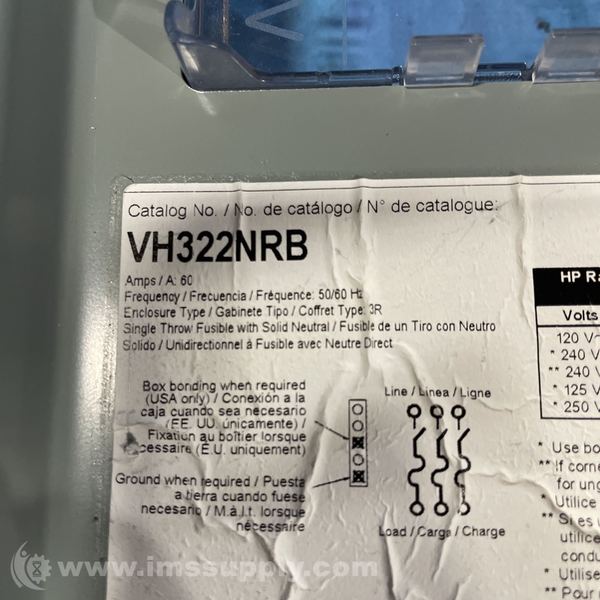 Catalog No. / No. de catálogo / N° de catalogue:
VH322NRB
Amps / A: 60
Frequency / Frecuencia / Fréquence: 50/60 Hz
Enclosure Type / Gabinete Tipo / Coffret Type: 3R
Single Throw Fusible with Solid Neutral / Fusible de un Tiro con Neutro
Solido / Unidirectionnel á Fusible avec Neutre Direct
Box bonding when required
(USA only) / Conexión a la
caja cuando sea necesario
(EE. UU. únicamente) /
Fixation au boîtier lorsque
cessaire (É.U. uniquement)
Ground when required / Puesta
a tierra cuando fuese
necesario / M.à.l.t. lorsque
nécessaire
Line / Linea / Ligne
Load / Carga / Charge
HP Ra
Volts
120 V~
* 240 V
** 240 V
* 125 V
* 250 V
* Use bo
** If corne
for ung
* Utilice
** Si es u
utilice
condu
* Utilise
** Pour
© www.imssupply.com